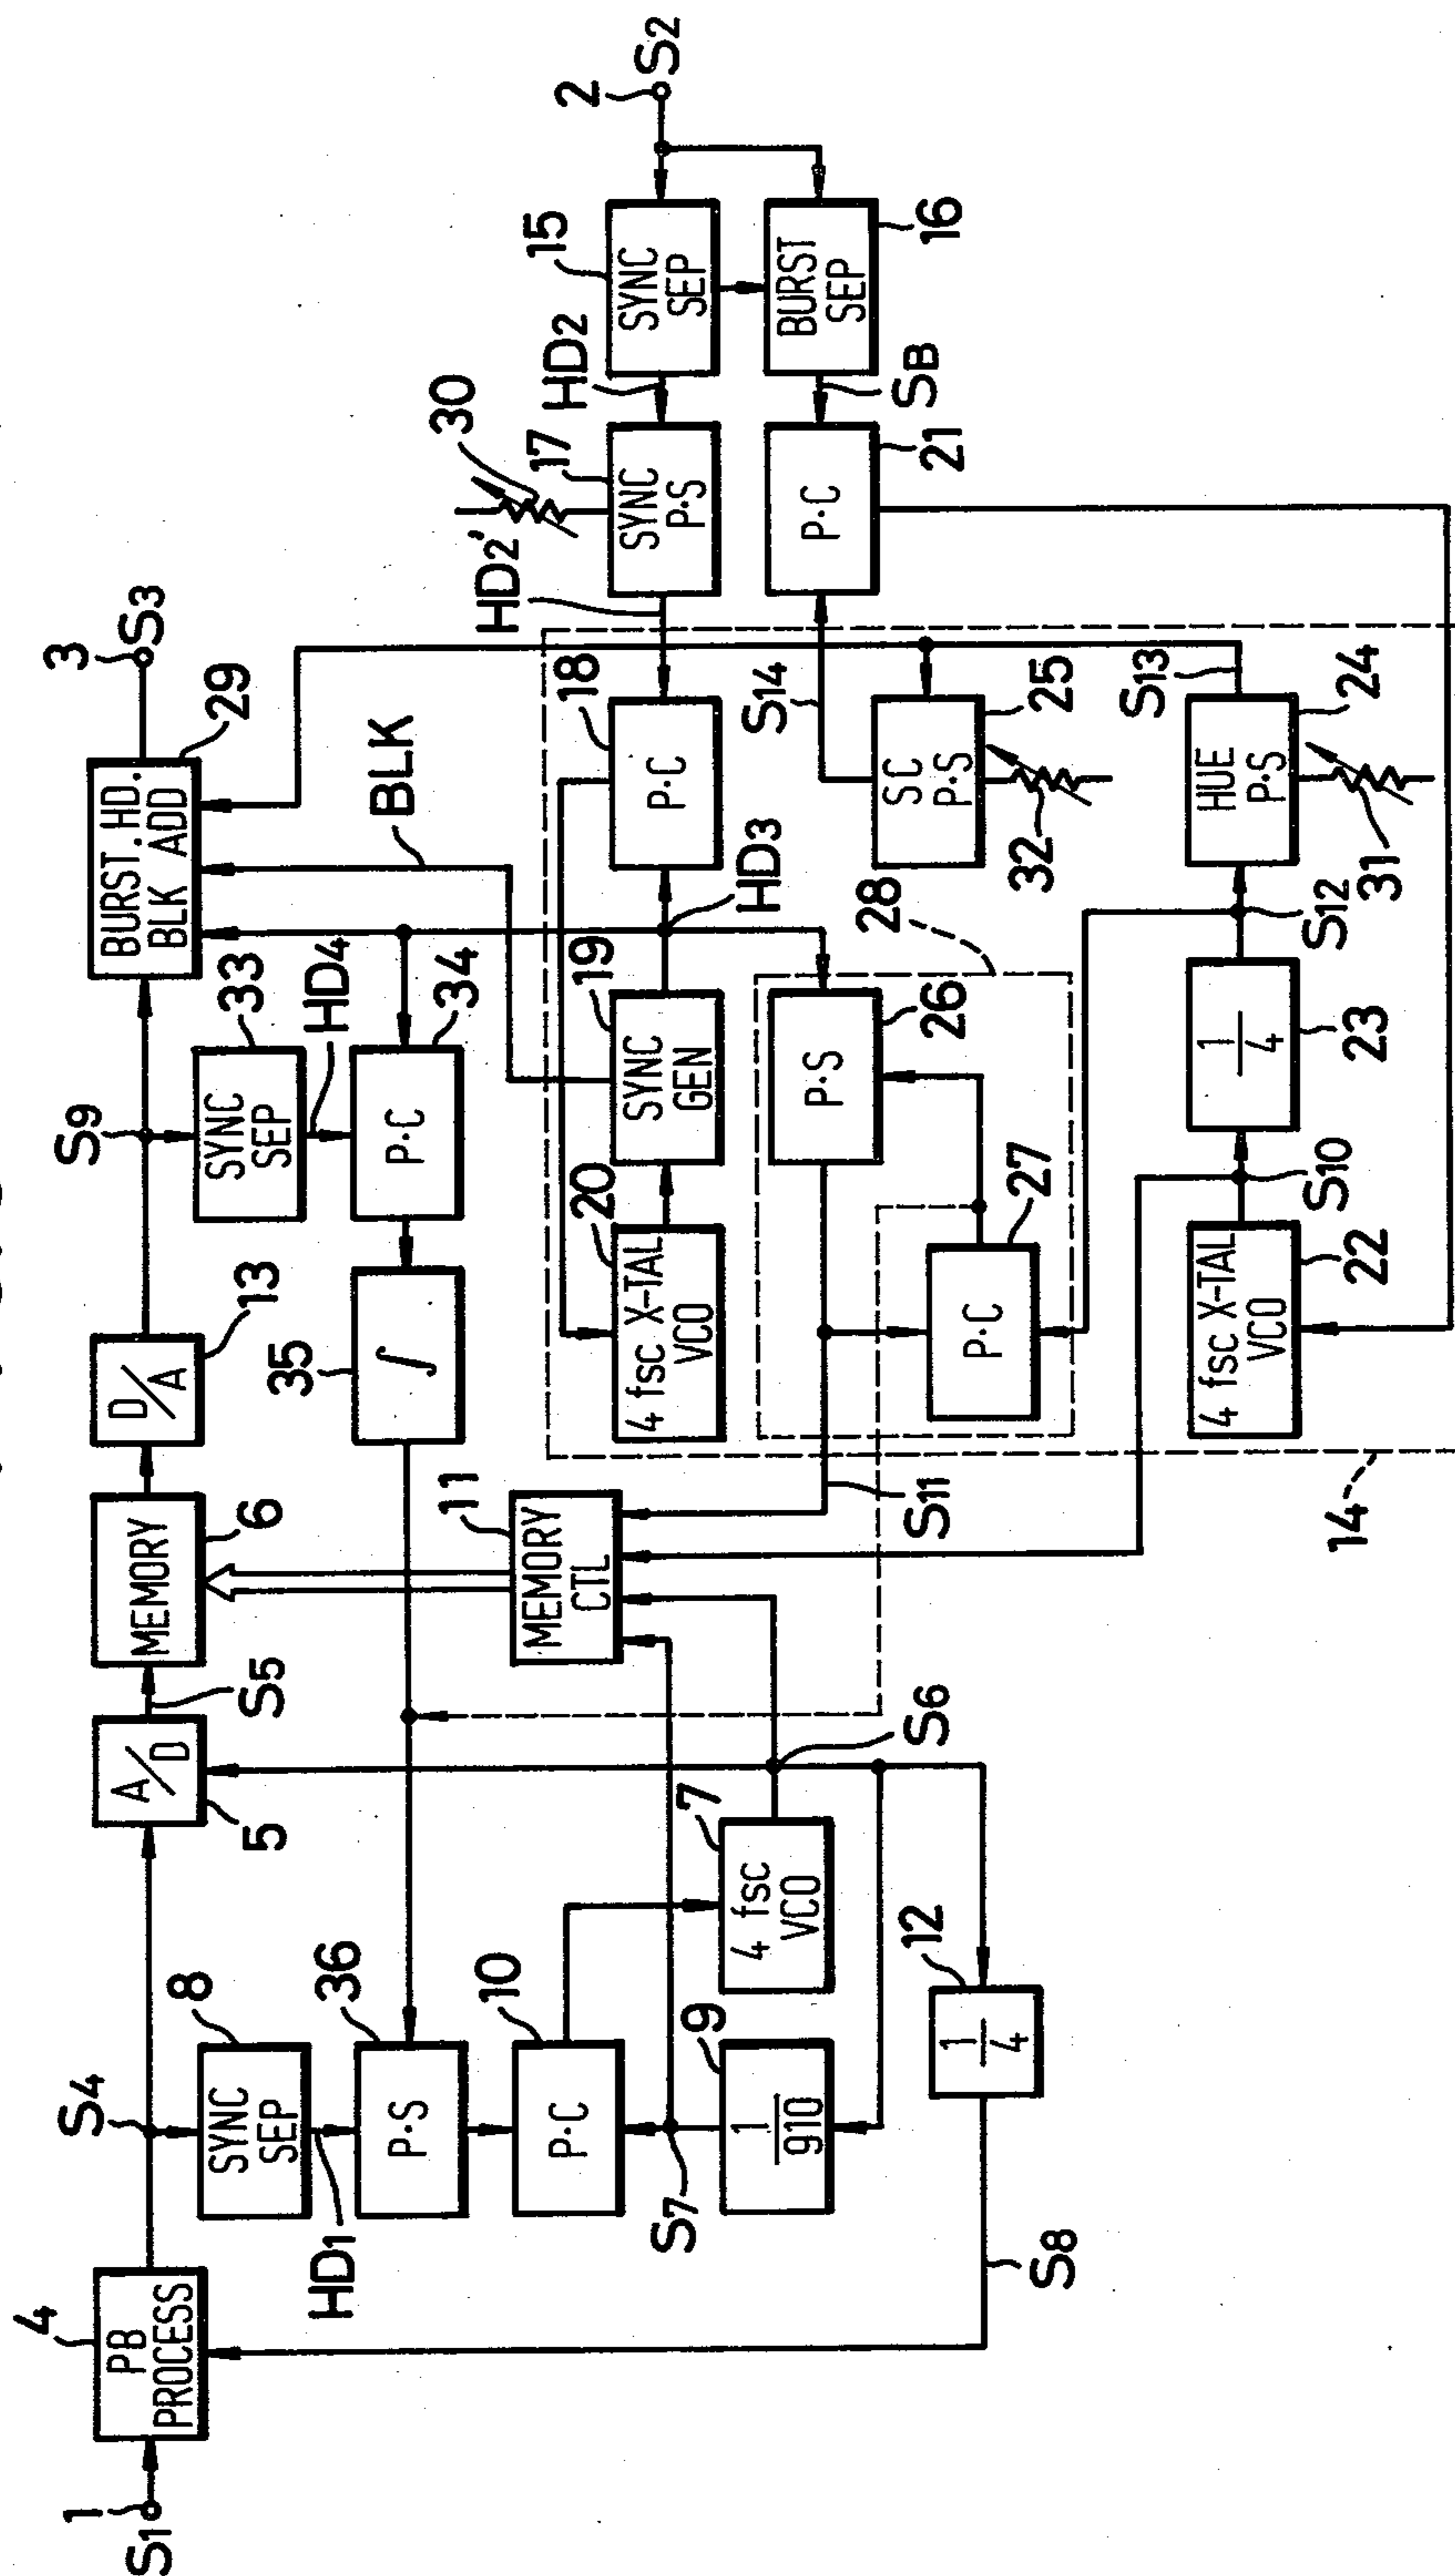 1
S1
4
PB
PROCESS
S4
8
SYNC
SEP
HD1
36
P·S
10
P·C
S7
9
1
910
7
4 fsc
VCO
S6
12
1
4
S8
A/D
5
S5
MEMORY
6
11
MEMORY
CTL
D/A
13
S9
33
SYNC
SEP
HD4
P·C
34
35
∫
BURST. HD.
BLK ADD
29
3
S3
BLK
20
4 fsc X-TAL
VCO
19
SYNC
GEN
HD3
18
P·C
HD2'
30
17
SYNC
P·S
HD2
15
SYNC
SEP
2
S2
BURST
SEP
16
SB
P·C
21
S14
SC
P·S
25
32
28
P·S
26
P·C
27
S11
14
4 fsc X-TAL
VCO
22
S10
1
4
23
S12
HUE
P·S
24
31
S13